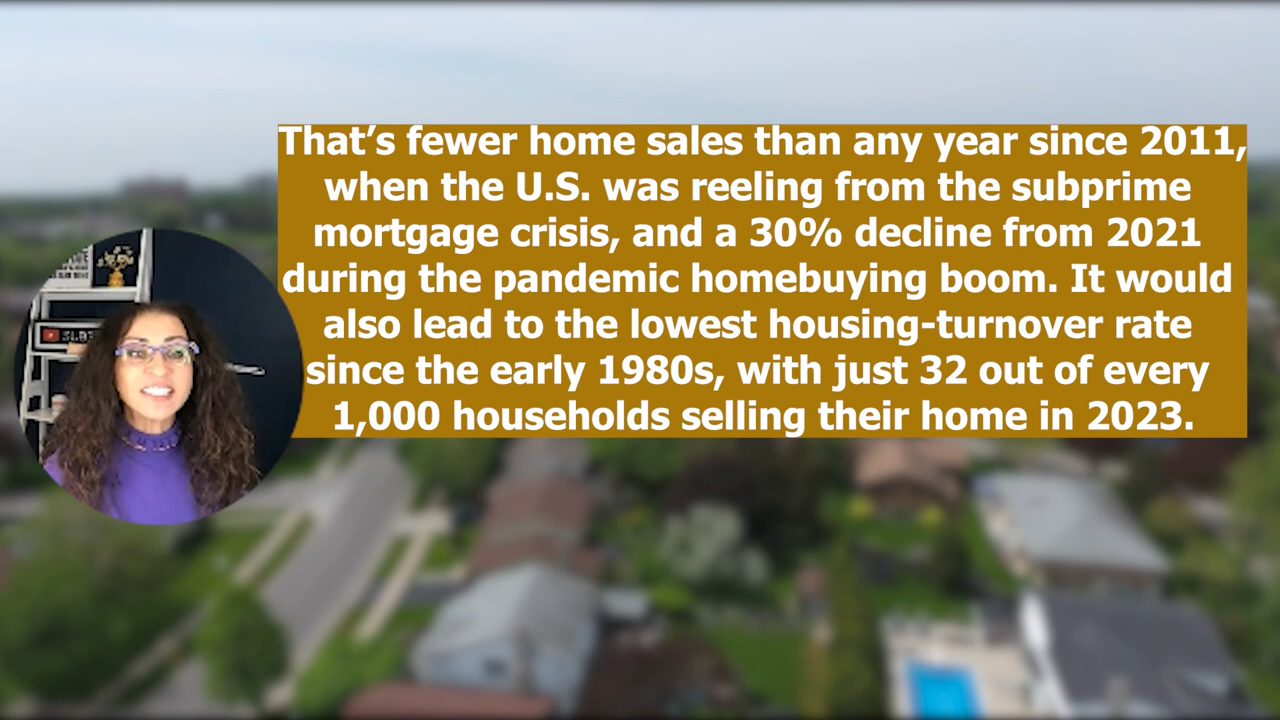 That’s fewer home sales than any year since 2011,
when the U.S. was reeling from the subprime
mortgage crisis, and a 30% decline from 2021
during the pandemic homebuying boom. It would
also lead to the lowest housing-turnover rate
since the early 1980s, with just 32 out of every
1,000 households selling their home in 2023.